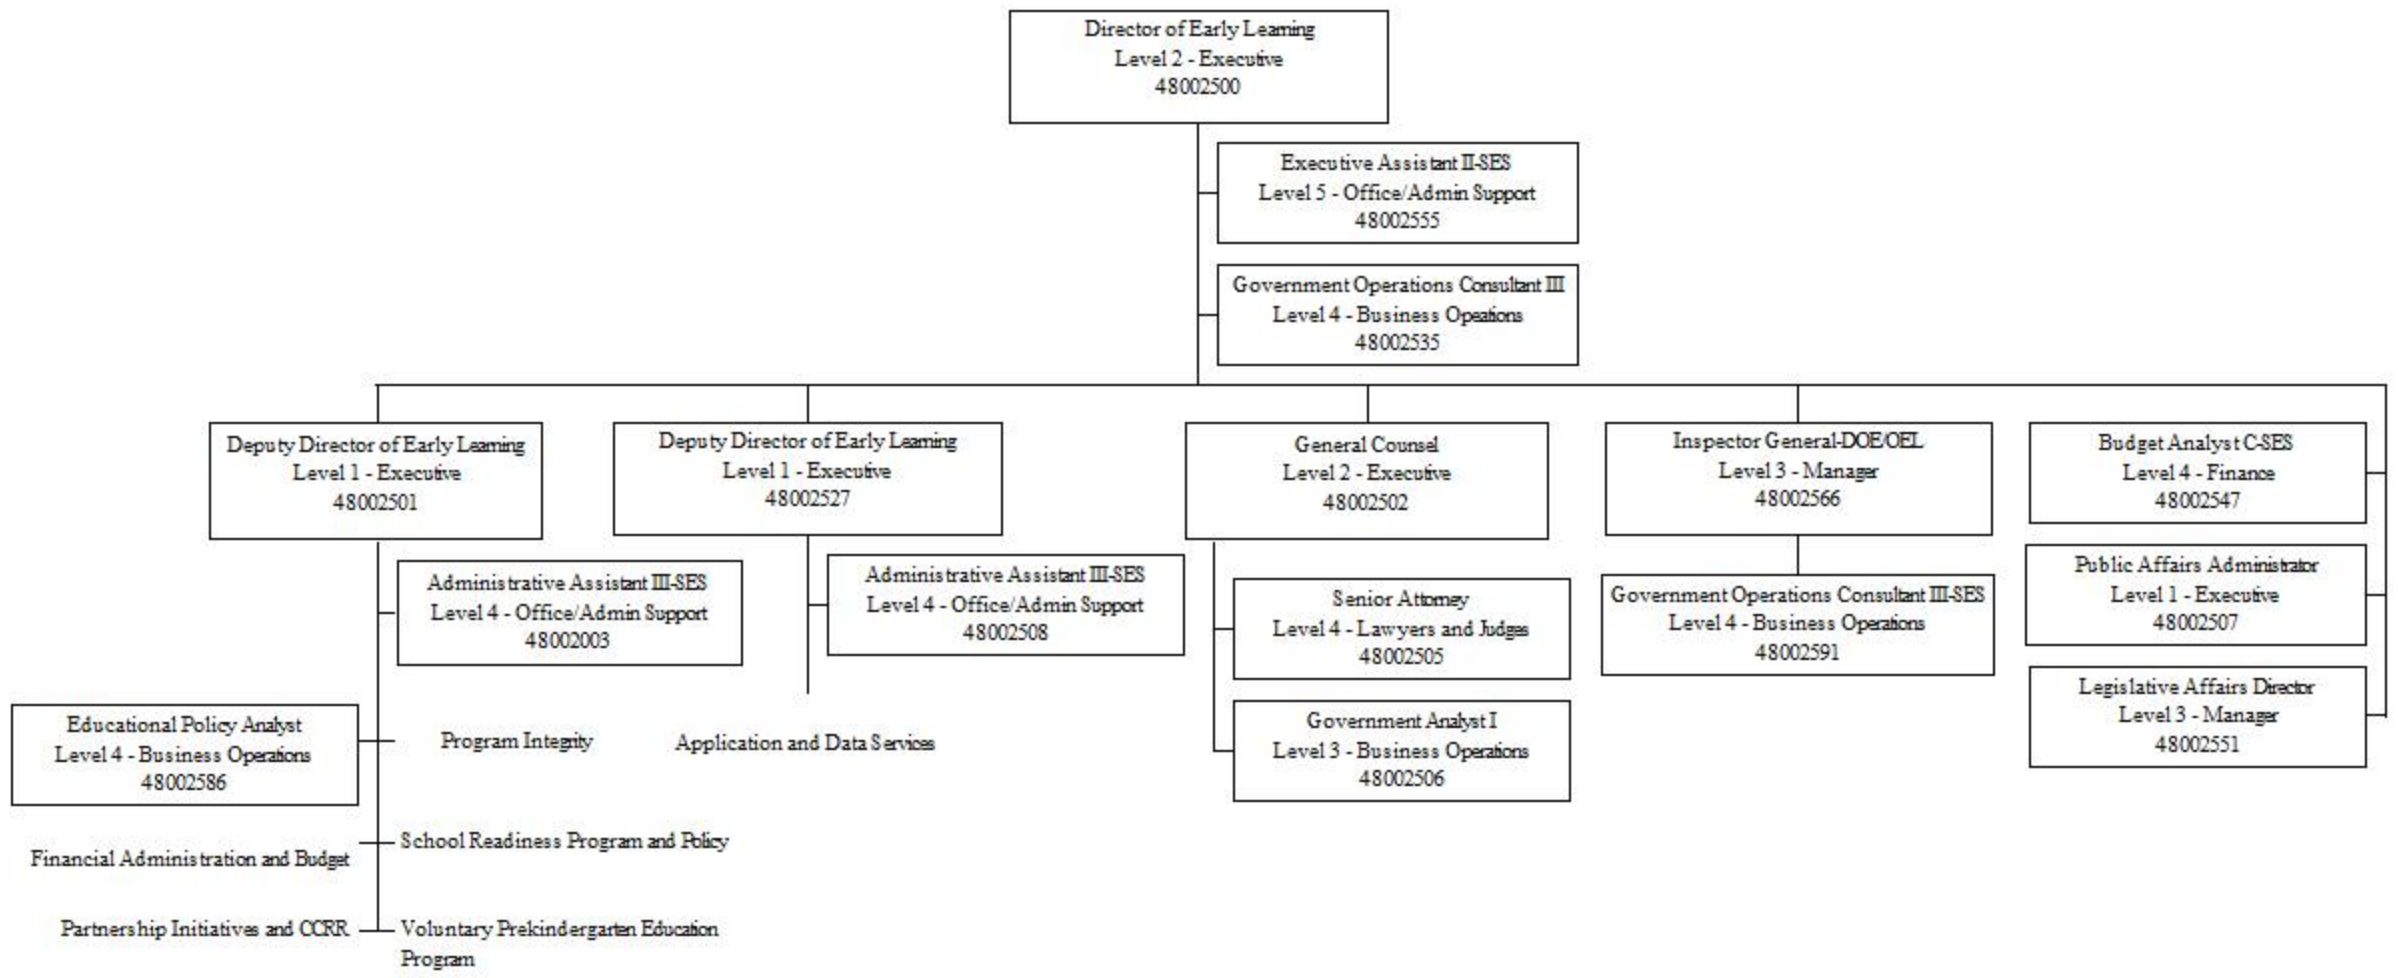 Director of Early Learning
Level 2 - Executive
48002500
Executive Assistant II-SES
Level 5 - Office/Admin Support
48002555
Government Operations Consultant III
Level 4 - Business Opeations
48002535
Deputy Director of Early Learning
Level 1 - Executive
48002501
Deputy Director of Early Learning
Level 1 - Executive
48002527
General Counsel
Level 2 - Executive
48002502
Inspector General-DOE/OEL
Level 3 - Manager
48002566
Budget Analyst C-SES
Level 4 - Finance
48002547
Administrative Assistant III-SES
Level 4 - Office/Admin Support
48002003
Administrative Assistant III-SES
Level 4 - Office/Admin Support
48002508
Senior Attorney
Level 4 - Lawyers and Judges
48002505
Government Operations Consultant III-SES
Level 4 - Business Operations
48002591
Public Affairs Administrator
Level 1 - Executive
48002507
Educational Policy Analyst
Level 4 - Business Operations
48002586
Program Integrity
Application and Data Services
Government Analyst I
Level 3 - Business Operations
48002506
Legislative Affairs Director
Level 3 - Manager
48002551
Financial Administration and Budget
School Readiness Program and Policy
Partnership Initiatives and CCRR
Voluntary Prekindergarten Education
Program